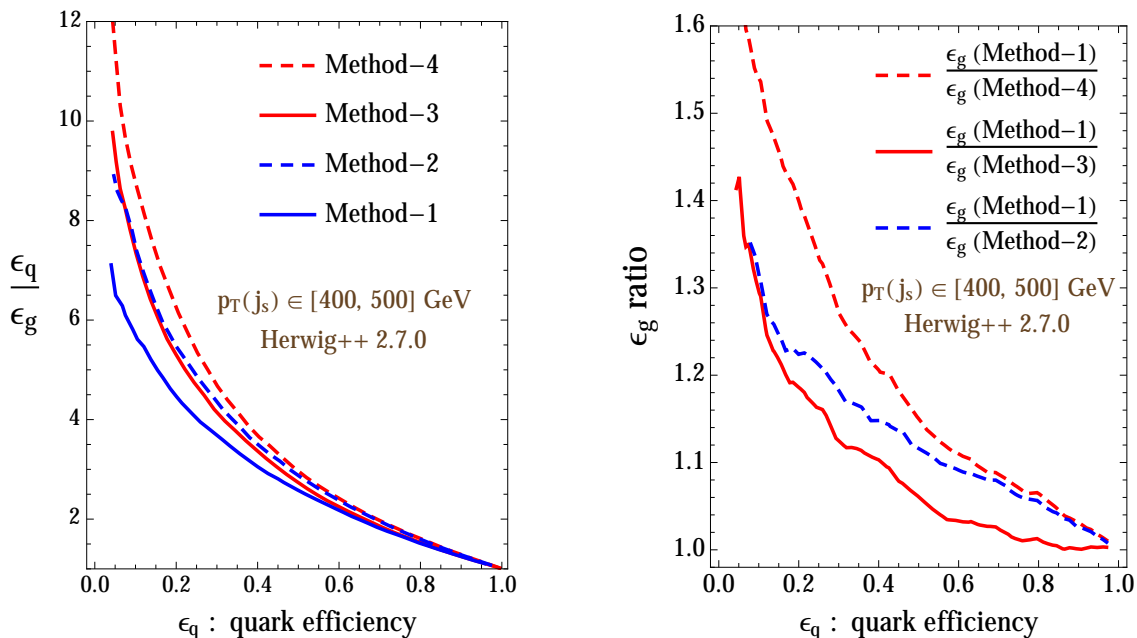 12
10
8
6
4
2
ϵq
ϵg
Method–4
Method–3
Method–2
Method–1
pT(js) ∈ [400, 500] GeV
Herwig++ 2.7.0
0.0 0.2 0.4 0.6 0.8 1.0
ϵq : quark efficiency
1.6
1.5
1.4
1.3
1.2
1.1
1.0
ϵg ratio
ϵg (Method–1)
ϵg (Method–4)
ϵg (Method–1)
ϵg (Method–3)
ϵg (Method–1)
ϵg (Method–2)
pT(js) ∈ [400, 500] GeV
Herwig++ 2.7.0
0.0 0.2 0.4 0.6 0.8 1.0
ϵq : quark efficiency